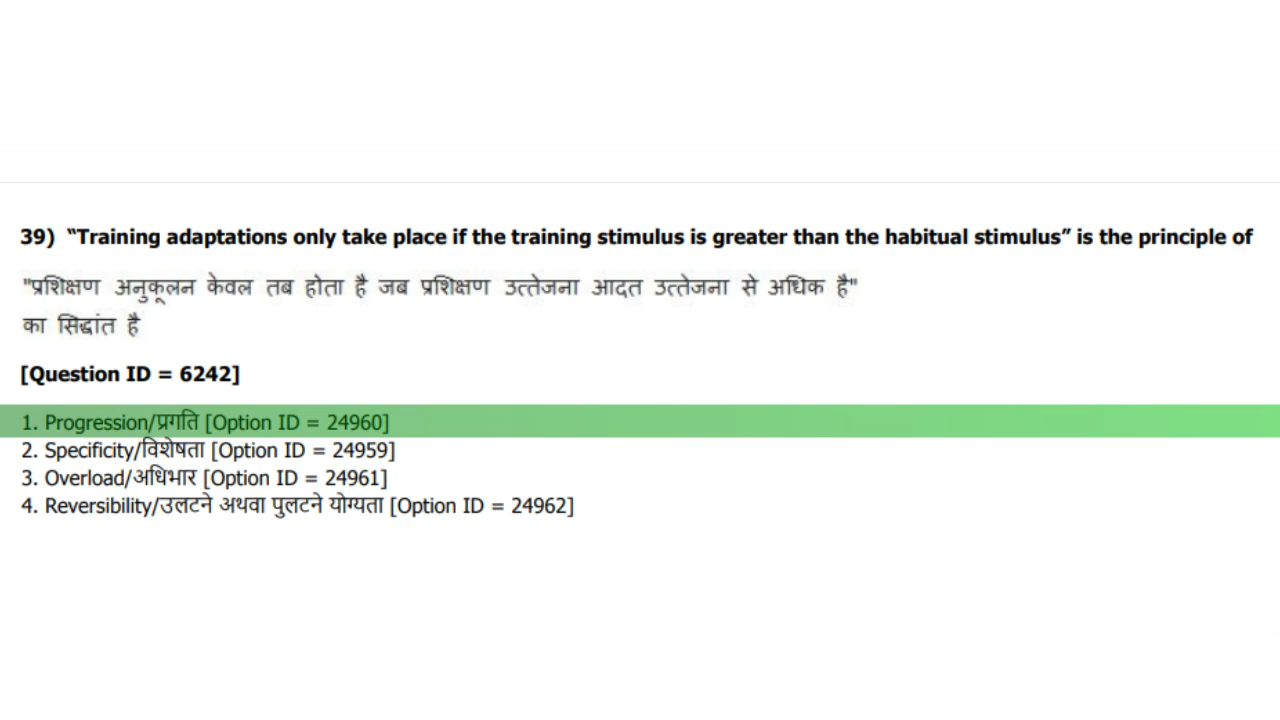 39) “Training adaptations only take place if the training stimulus is greater than the habitual stimulus” is the principle of
"प्रशिक्षण अनुकूलन केवल तब होता है जब प्रशिक्षण उत्तेजना आदत उत्तेजना से अधिक है"
का सिद्धांत है
[Question ID = 6242]
1. Progression/प्रगति [Option ID = 24960]
2. Specificity/विशेषता [Option ID = 24959]
3. Overload/अधिभार [Option ID = 24961]
4. Reversibility/उलटने अथवा पुलटने योग्यता [Option ID = 24962]